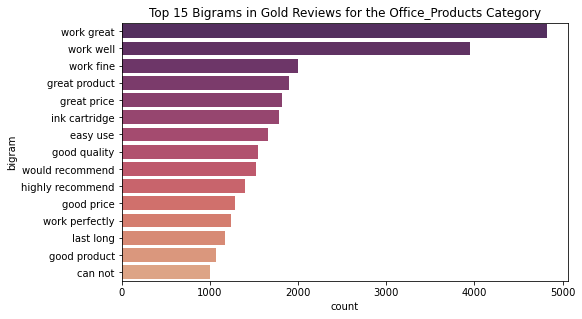 Top 15 Bigrams in Gold Reviews for the Office_Products Category
work great
work well
work fine
great product
great price
ink cartridge
easy use
good quality
would recommend
highly recommend
good price
work perfectly
last long
good product
can not
bigram
0 1000 2000 3000 4000 5000
count